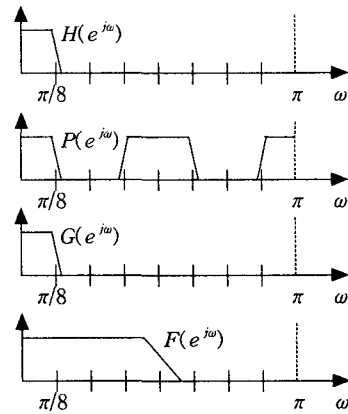 H(e^{jω})
π/8 π ω
P(e^{jω})
π/8 π ω
G(e^{jω})
π/8 π ω
F(e^{jω})
π/8 π ω